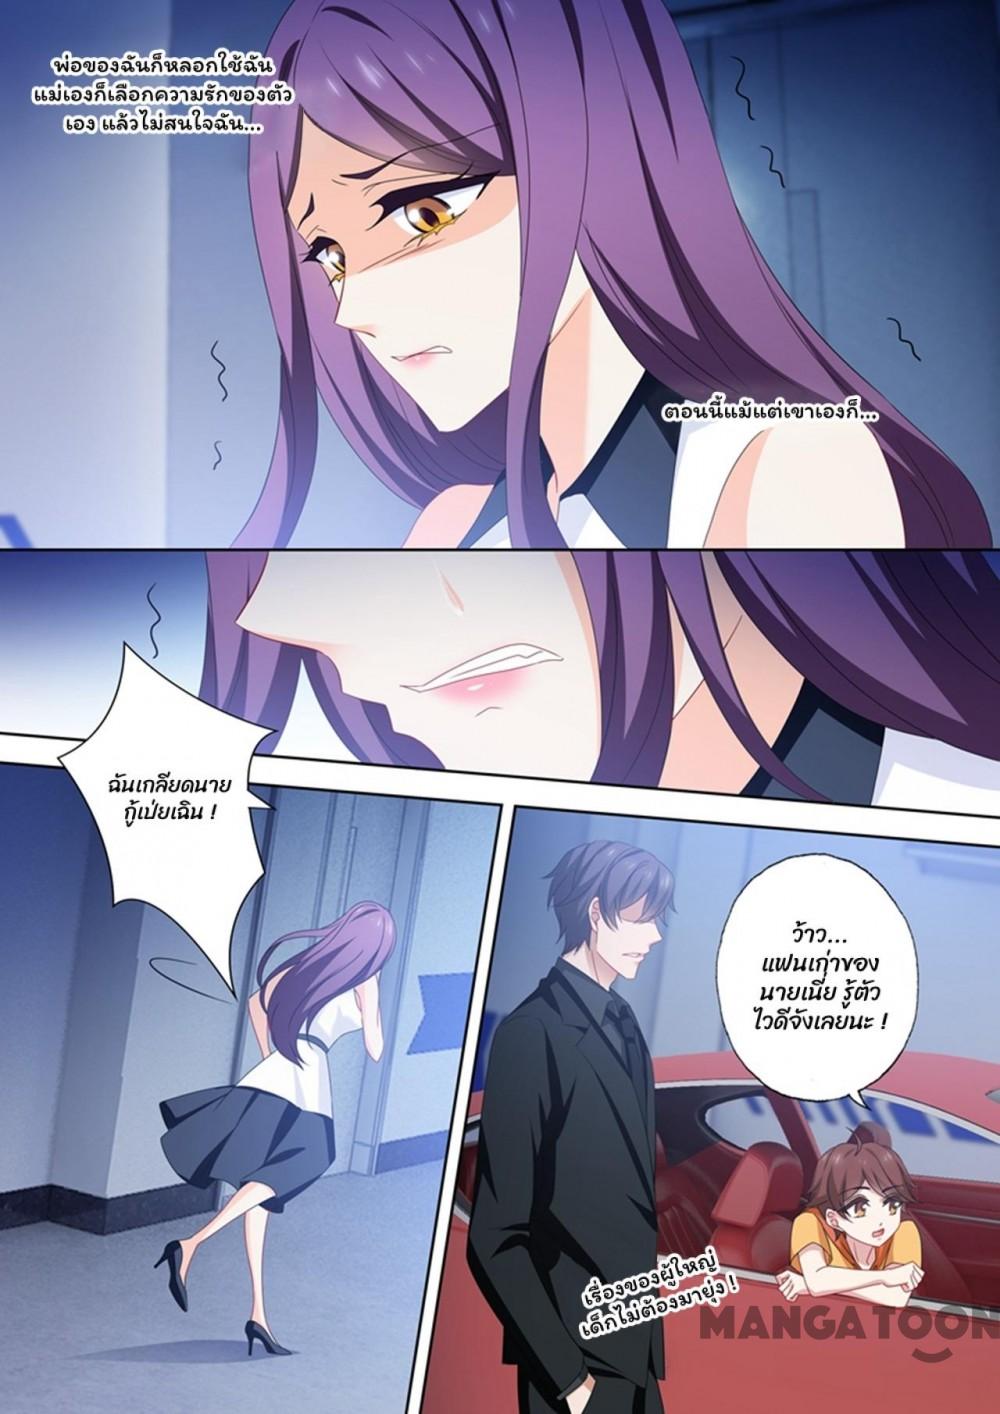 พ่อของฉันก็หลอกใช้ฉัน
แม่เองก็เลือกความรักของตัว
เอง แล้วไม่สนใจฉัน...
ตอนนี้แม้แต่เขาเองก็...
ฉันเกลียดนาย
กู้เป่ยเฉิน !
ว้าว...
แฟนเก่าของ
นายเนี่ย รู้ตัว
ไวดีจังเลยนะ !
เรื่องของผู้ใหญ่
เด็กไม่ต้องมายุ่ง !
MANGATOON